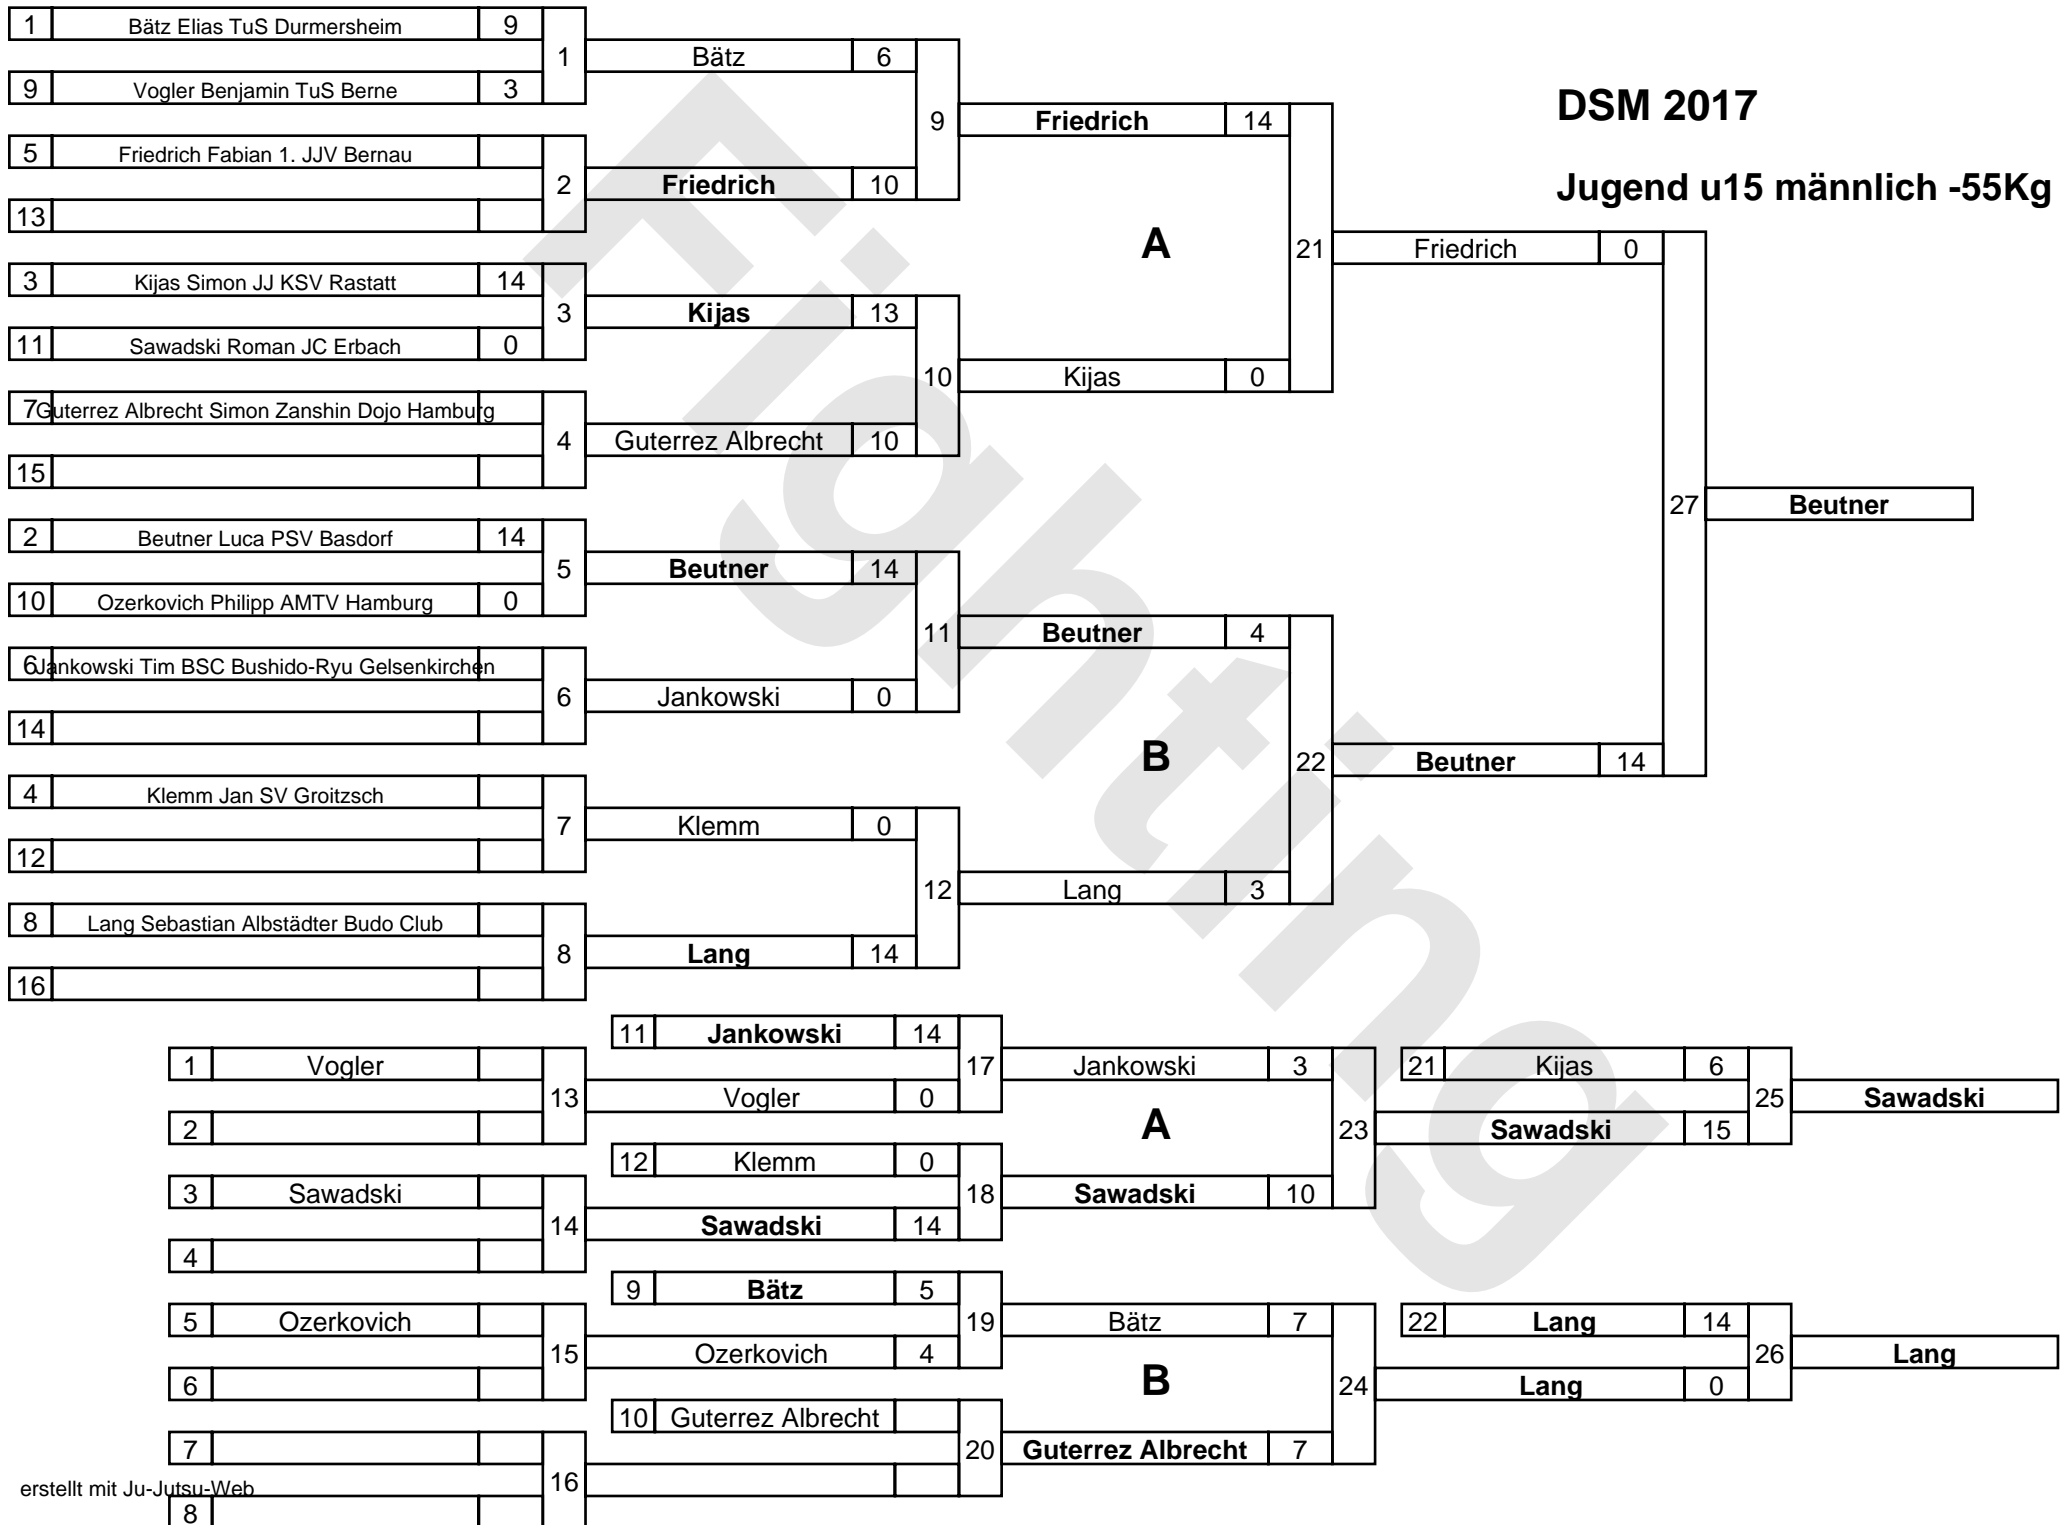 DSM 2017
Jugend u15 männlich -55Kg
1 Bätz Elias TuS Durmersheim 9
9 Vogler Benjamin TuS Berne 3
1
5 Friedrich Fabian 1. JJV Bernau
13
2
3 Kijas Simon JJ KSV Rastatt 14
11 Sawadski Roman JC Erbach 0
3
7 Guterrez Albrecht Simon Zanshin Dojo Hamburg
15
4
2 Beutner Luca PSV Basdorf 14
10 Ozerkovich Philipp AMTV Hamburg 0
5
6 Jankowski Tim BSC Bushido-Ryu Gelsenkirchen
14
6
4 Klemm Jan SV Groitzsch
12
7
8 Lang Sebastian Albstädter Budo Club
16
8
Bätz 6
Friedrich 10
9
Kijas 13
Guterrez Albrecht 10
10
Beutner 14
Jankowski 0
11
Klemm 0
Lang 14
12
Friedrich 14
A
Kijas 0
21
Beutner 4
B
Lang 3
22
Friedrich 0
Beutner 14
27
Beutner
1 Vogler
2
13
3 Sawadski
4
14
5 Ozerkovich
6
15
7
8
16
11 Jankowski 14
Vogler 0
17
12 Klemm 0
Sawadski 14
18
9 Bätz 5
Ozerkovich 4
19
10 Guterrez Albrecht
20
Jankowski 3
A
Sawadski 10
23
Bätz 7
B
Guterrez Albrecht 7
24
21 Kijas 6
Sawadski 15
25
Sawadski
22 Lang 14
Lang 0
26
Lang
erstellt mit Ju-Jutsu-Web
Fighting